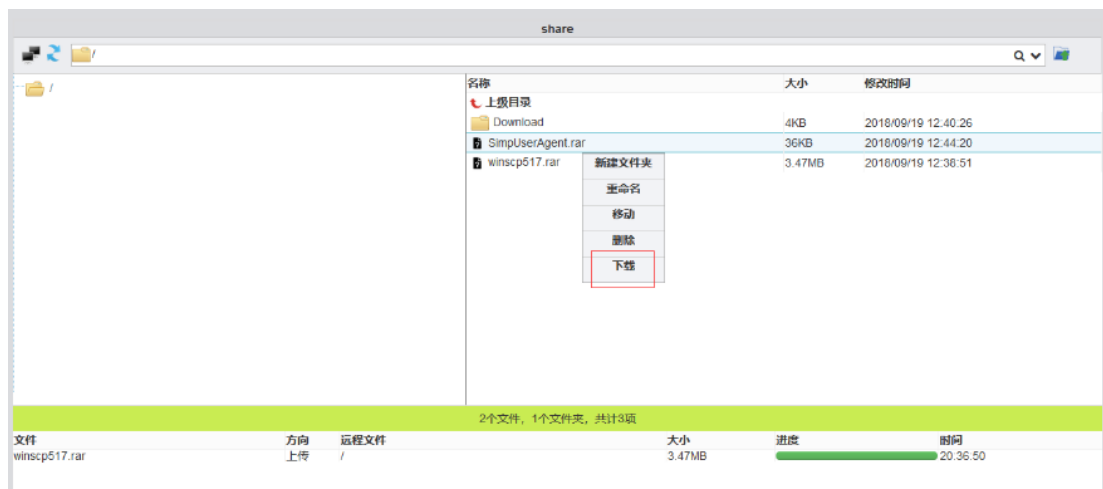 share
/
/
名称 大小 修改时间
上级目录
Download 4KB 2018/09/19 12:40:26
SimpUserAgent.rar 36KB 2018/09/19 12:44:20
winscp517.rar 3.47MB 2018/09/19 12:38:51
新建文件夹
重命名
移动
删除
下载
2个文件，1个文件夹，共计3项
文件 方向 远程文件 大小 进度 时间
winscp517.rar 上传 / 3.47MB 20:36:50